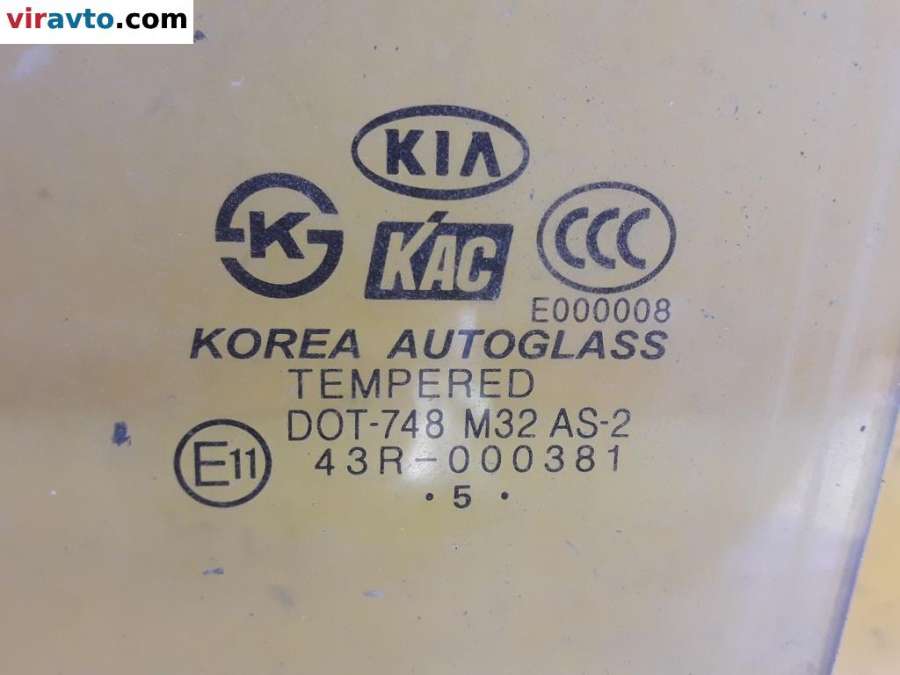 viravto.com
KIA
K
KAC
CCC
E000008
KOREA AUTOGLASS
TEMPERED
DOT-748 M32 AS-2
E11
43R-000381
· 5 ·